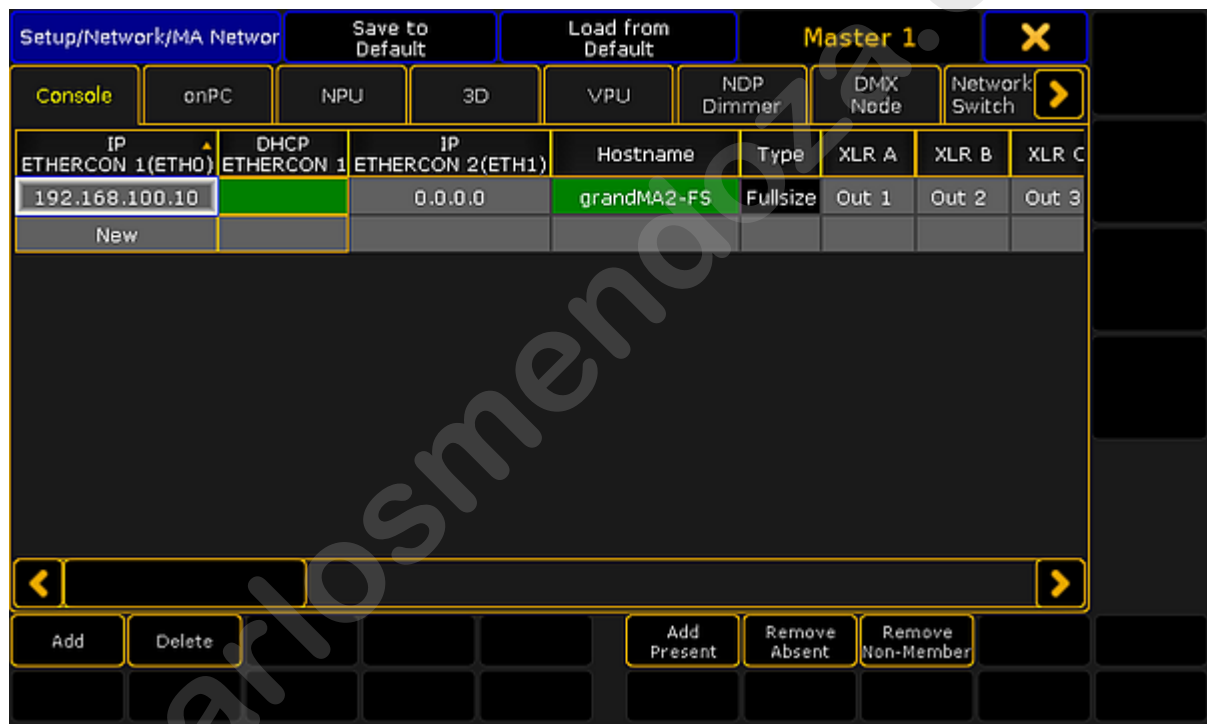 Setup/Network/MA Networ
Save to
Default
Load from
Default
Master 1
Console
onPC
NPU
3D
VPU
NDP
Dimmer
DMX
Node
Network
Switch
IP
ETHERCON 1(ETH0)
DHCP
ETHERCON 1
IP
ETHERCON 2(ETH1)
Hostname
Type
XLR A
XLR B
XLR C
192.168.100.10
0.0.0.0
grandMA2-FS
Fullsize
Out 1
Out 2
Out 3
New
Add
Delete
Add
Present
Remove
Absent
Remove
Non-Member
arlosmendoza.